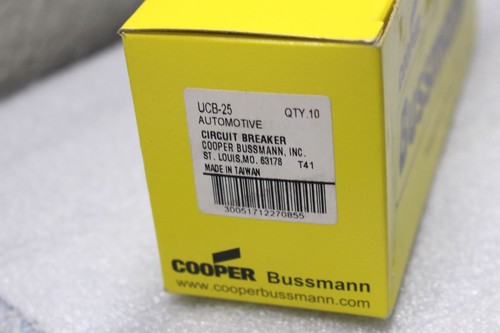 UCB-25 QTY.10
AUTOMOTIVE
CIRCUIT BREAKER
COOPER BUSSMANN, INC.
ST. LOUIS,MO. 63178 T41
MADE IN TAIWAN
30051712270855
COOPER Bussmann
www.cooperbussmann.com